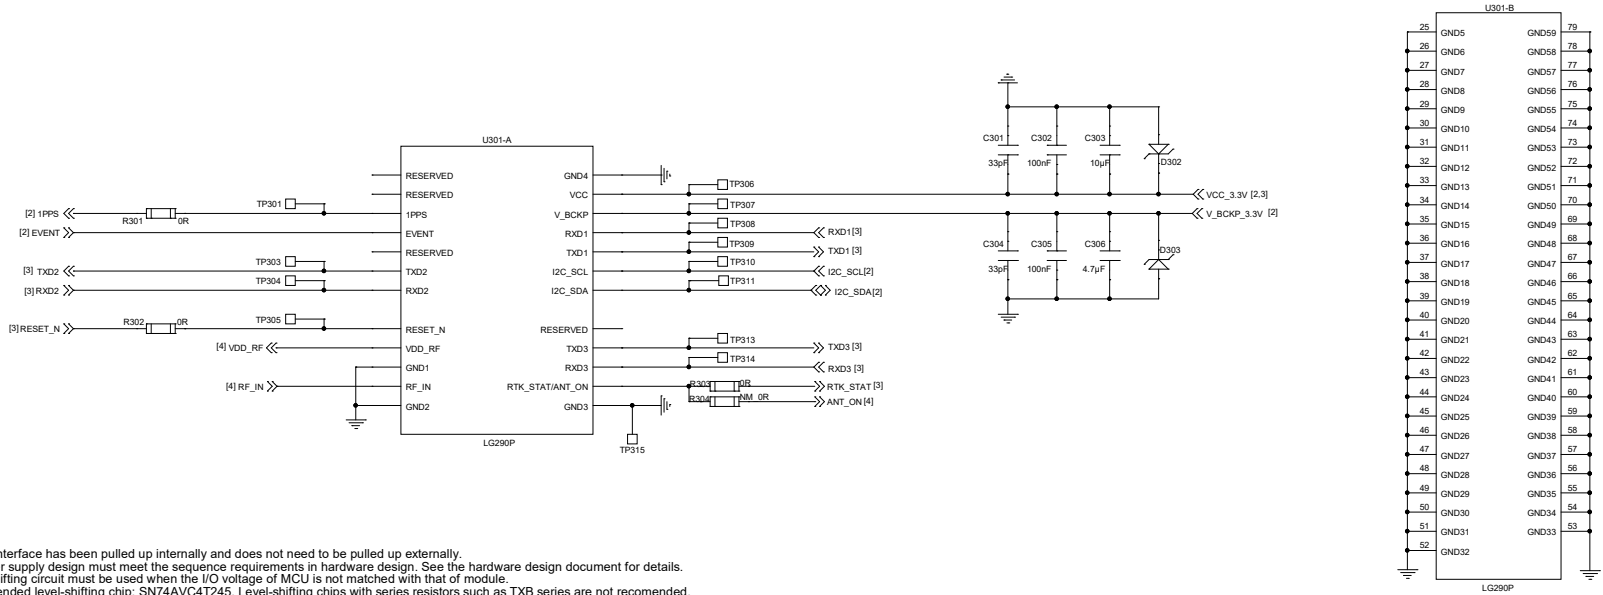 U301-A
RESERVED
RESERVED
[2] 1PPS
R301
0R
TP301
1PPS
[2] EVENT
EVENT
RESERVED
[3] TXD2
TP303
TXD2
[3] RXD2
TP304
RXD2
[3] RESET_N
R302
0R
TP305
RESET_N
[4] VDD_RF
VDD_RF
GND1
[4] RF_IN
RF_IN
GND2
GND4
VCC
TP306
VCC_3.3V [2,3]
V_BCKP
TP307
V_BCKP_3.3V [2]
RXD1
TP308
RXD1[3]
TXD1
TP309
TXD1[3]
I2C_SCL
TP310
I2C_SCL[2]
I2C_SDA
TP311
I2C_SDA[2]
RESERVED
TXD3
TP313
TXD3 [3]
RXD3
TP314
RXD3 [3]
RTK_STAT/ANT_ON
R303
0R
RTK_STAT [3]
R304
NM_0R
ANT_ON[4]
GND3
TP315
LG290P
C301
33pF
C302
100nF
C303
10μF
D302
C304
33pF
C305
100nF
C306
4.7μF
D303
U301-B
25 GND5 GND59 79
26 GND6 GND58 78
27 GND7 GND57 77
28 GND8 GND56 76
29 GND9 GND55 75
30 GND10 GND54 74
31 GND11 GND53 73
32 GND12 GND52 72
33 GND13 GND51 71
34 GND14 GND50 70
35 GND15 GND49 69
36 GND16 GND48 68
37 GND17 GND47 67
38 GND18 GND46 66
39 GND19 GND45 65
40 GND20 GND44 64
41 GND21 GND43 63
42 GND22 GND42 62
43 GND23 GND41 61
44 GND24 GND40 60
45 GND25 GND39 59
46 GND26 GND38 58
47 GND27 GND37 57
48 GND28 GND36 56
49 GND29 GND35 55
50 GND30 GND34 54
51 GND31 GND33 53
52 GND32
LG290P
nterface has been pulled up internally and does not need to be pulled up externally.
r supply design must meet the sequence requirements in hardware design. See the hardware design document for details.
ifting circuit must be used when the I/O voltage of MCU is not matched with that of module.
ended level-shifting chip: SN74AVC4T245. Level-shifting chips with series resistors such as TXB series are not recomended.